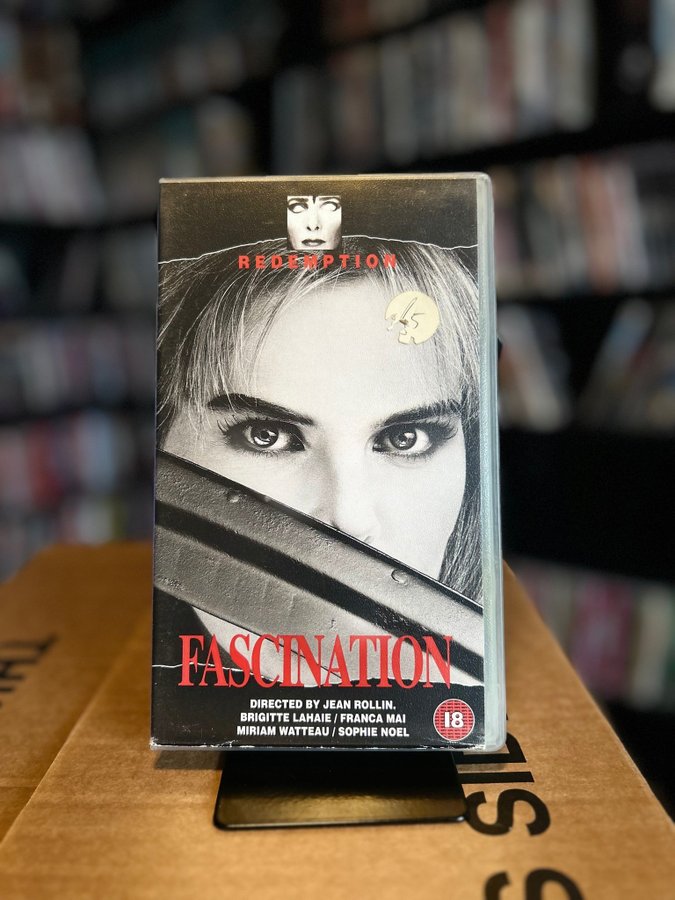 REDEMPTION
FASCINATION
DIRECTED BY JEAN ROLLIN.
BRIGITTE LAHAIE / FRANCA MAI
MIRIAM WATTEAU / SOPHIE NOEL
18